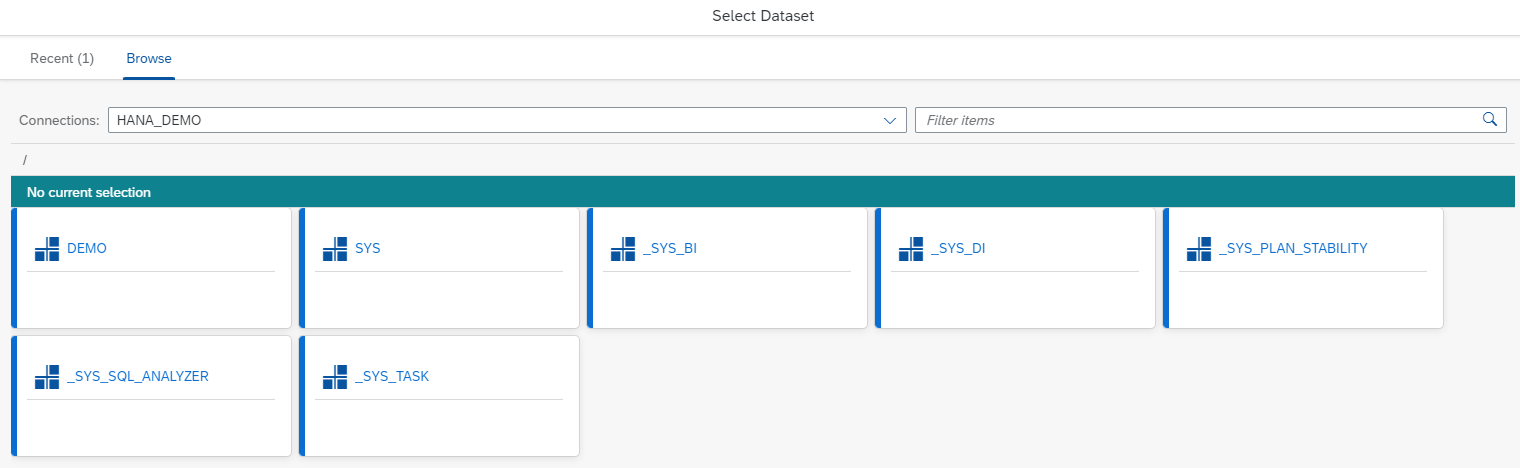 Select Dataset
Recent (1) Browse
Connections: HANA_DEMO Filter items
/
No current selection
DEMO SYS _SYS_BI _SYS_DI _SYS_PLAN_STABILITY
_SYS_SQL_ANALYZER _SYS_TASK